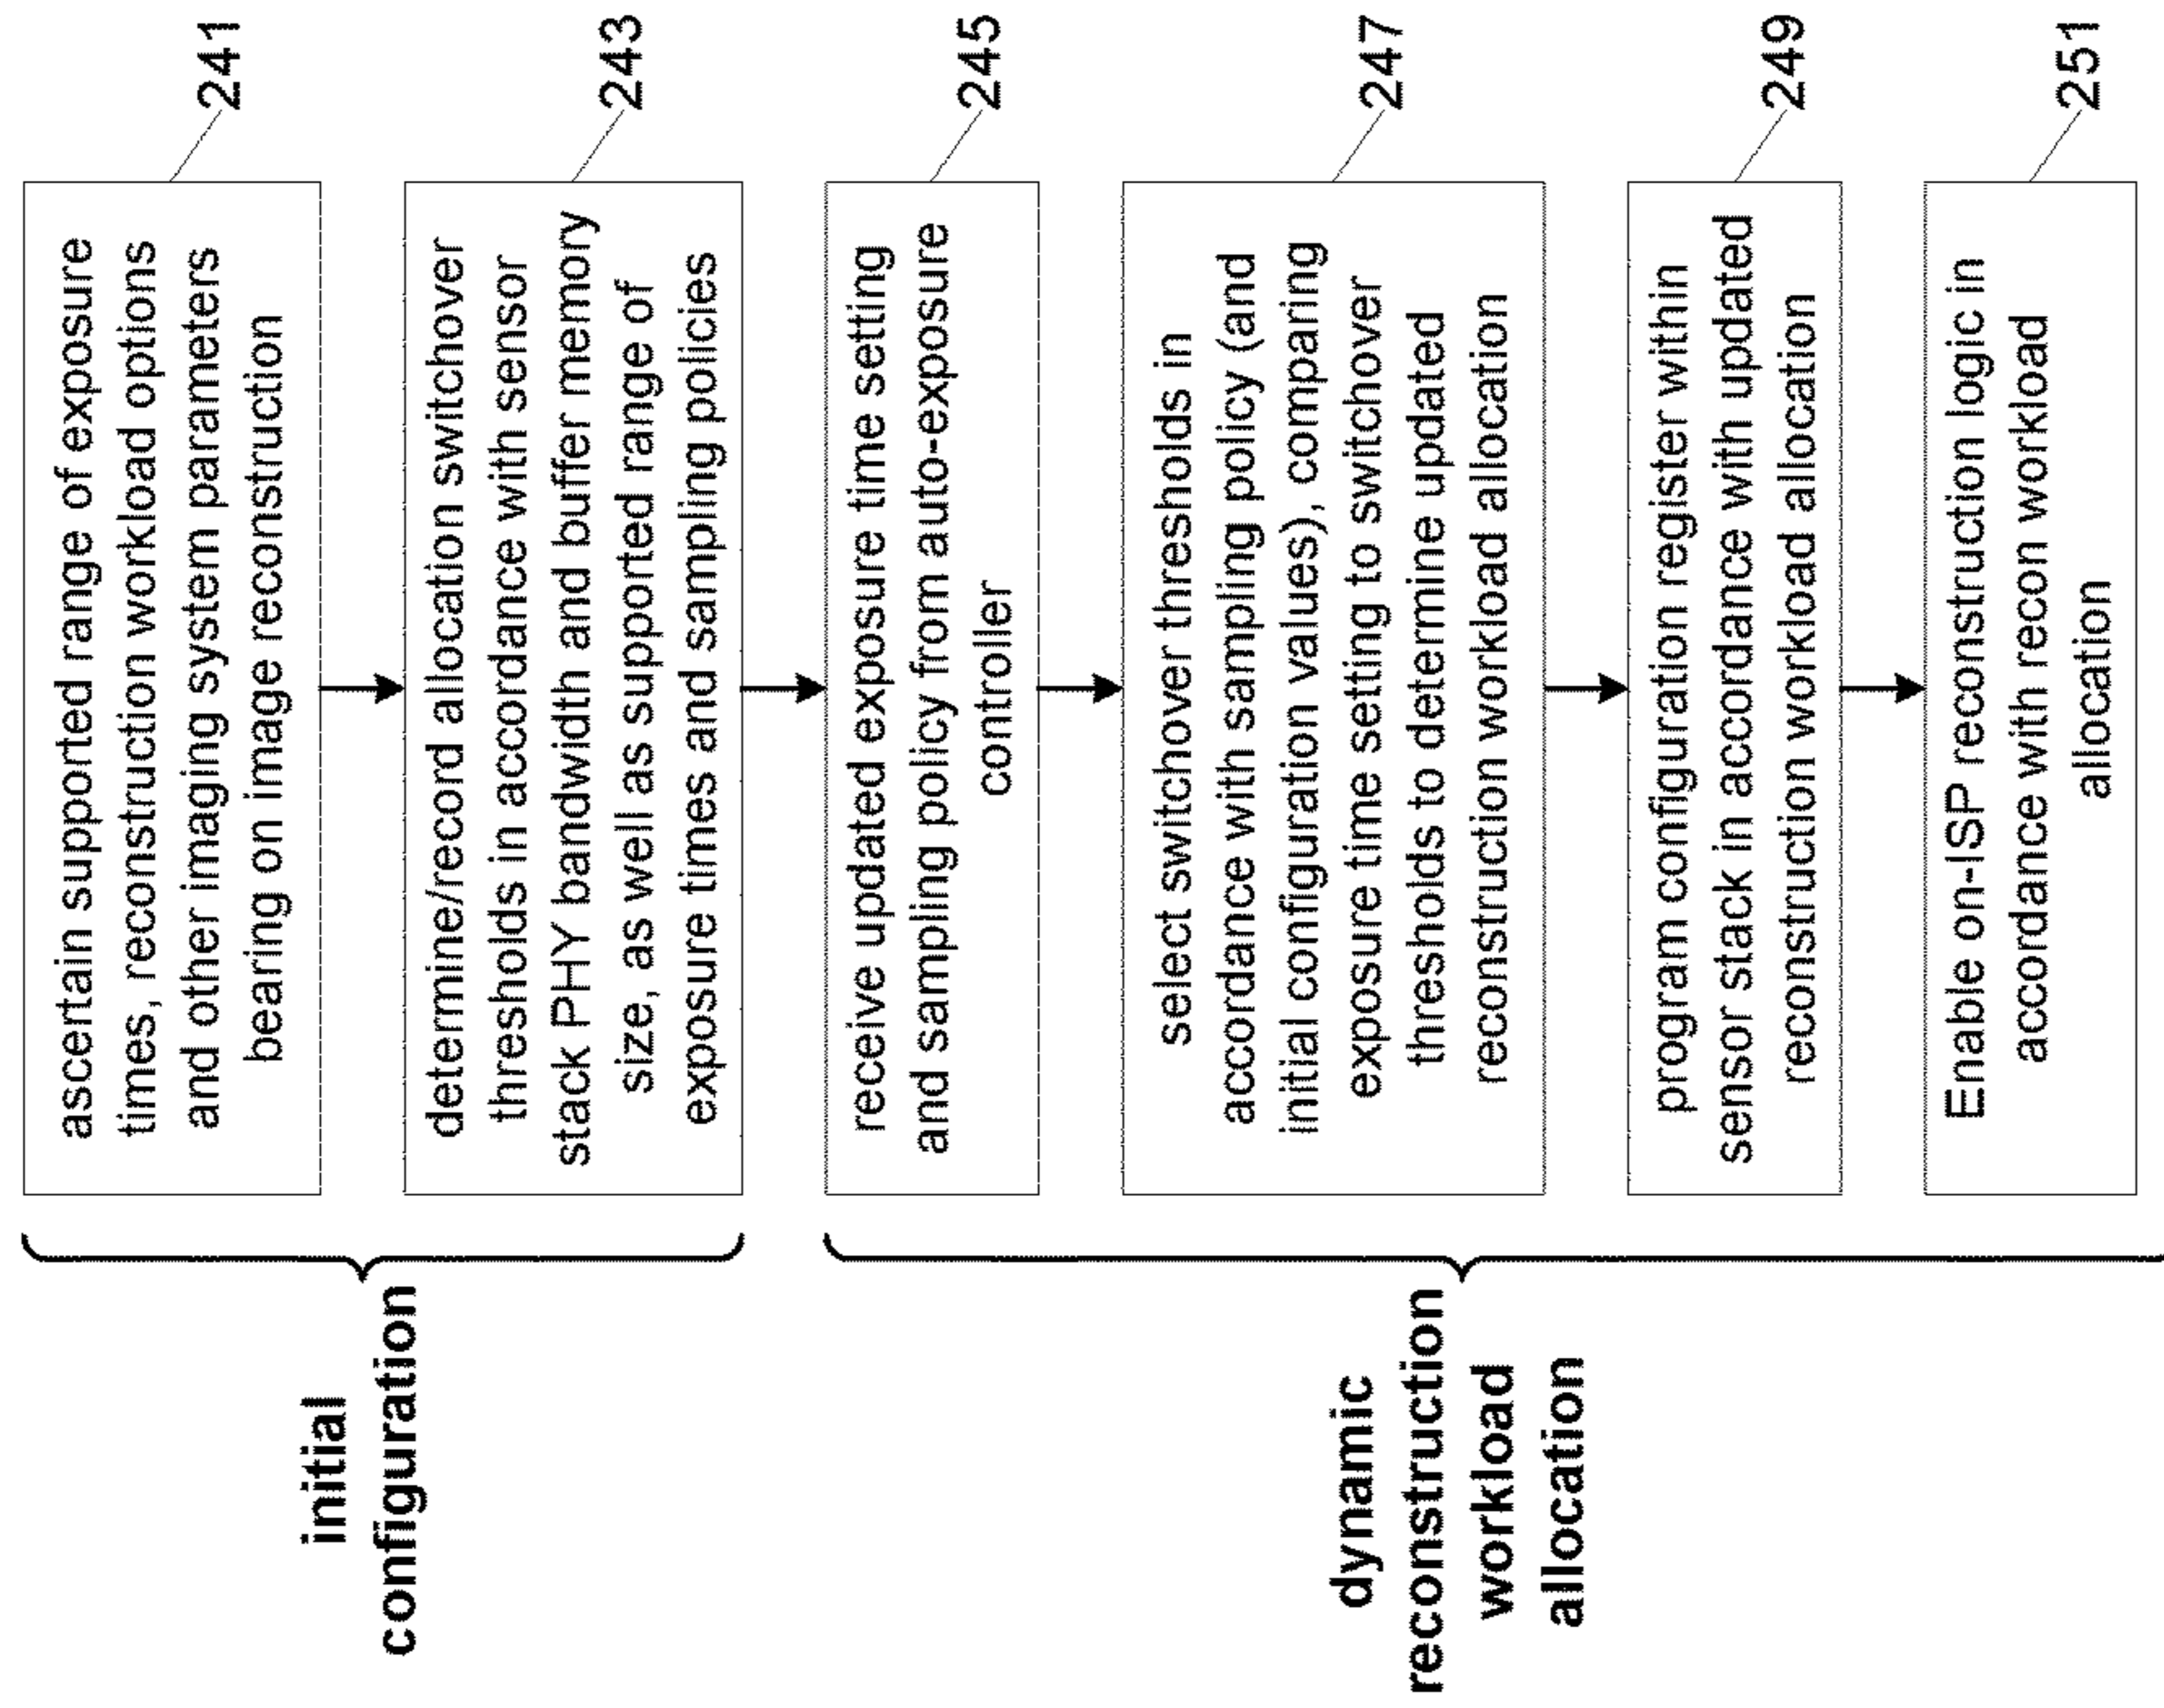 initial
configuration
ascertain supported range of exposure
times, reconstruction workload options
and other imaging system parameters
bearing on image reconstruction
241
determine/record allocation switchover
thresholds in accordance with sensor
stack PHY bandwidth and buffer memory
size, as well as supported range of
exposure times and sampling policies
243
dynamic
reconstruction
workload
allocation
receive updated exposure time setting
and sampling policy from auto-exposure
controller
245
select switchover thresholds in
accordance with sampling policy (and
initial configuration values), comparing
exposure time setting to switchover
thresholds to determine updated
reconstruction workload allocation
247
program configuration register within
sensor stack in accordance with updated
reconstruction workload allocation
249
Enable on-ISP reconstruction logic in
accordance with recon workload
allocation
251